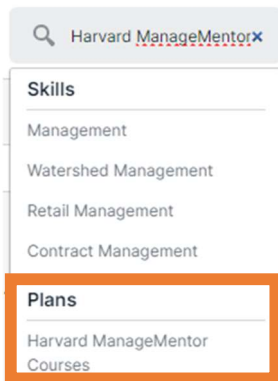 Harvard ManageMentor
Skills
Management
Watershed Management
Retail Management
Contract Management
Plans
Harvard ManageMentor
Courses